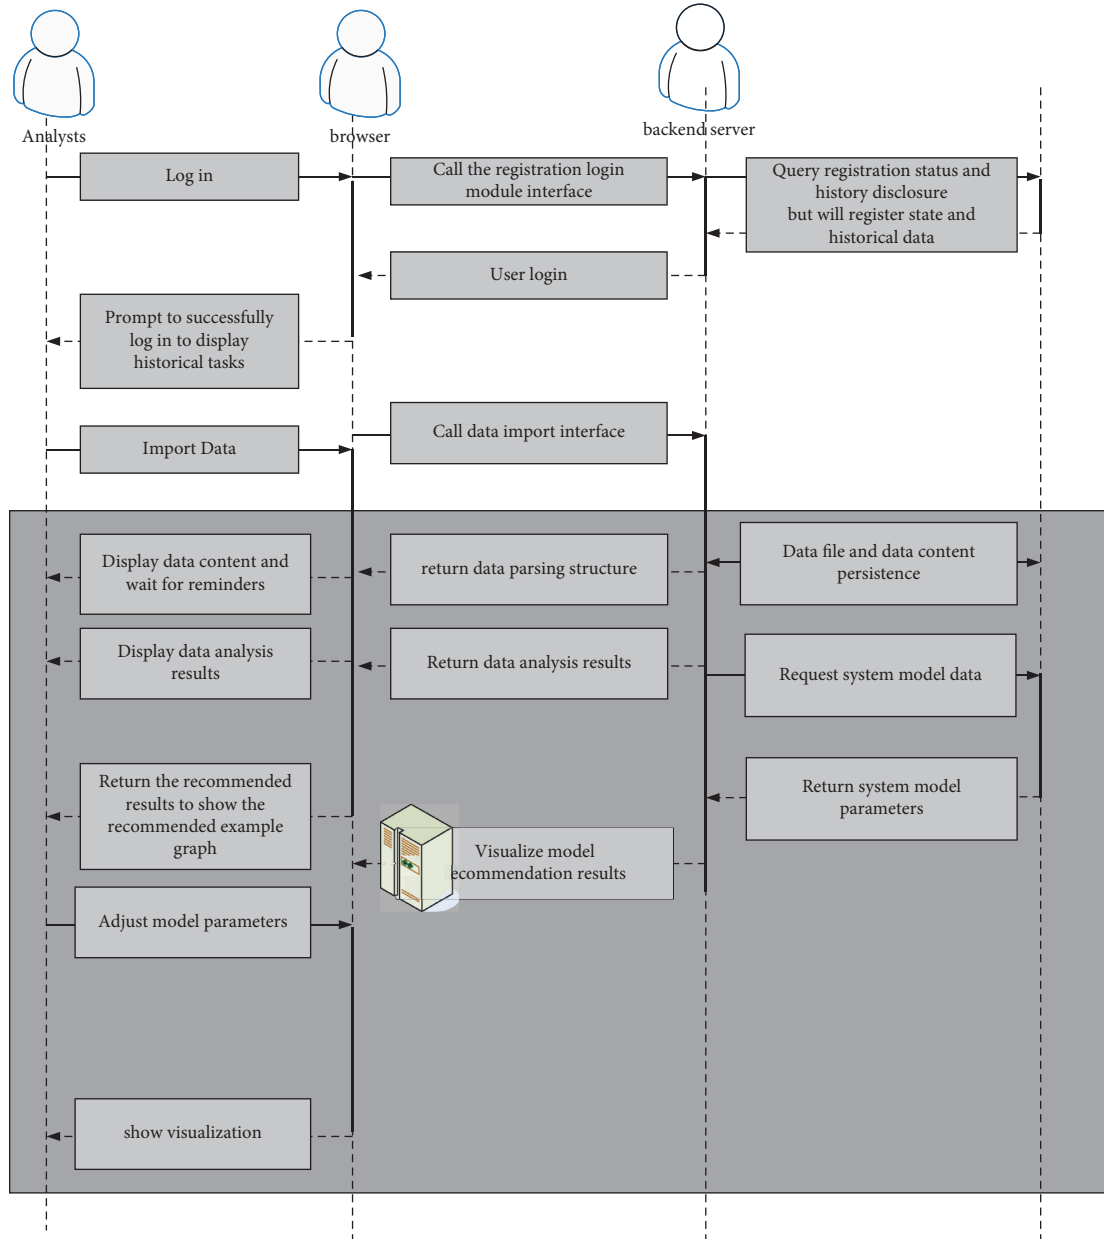 Analysts
browser
backend server
Log in
Call the registration login
module interface
Query registration status and
history disclosure
but will register state and
historical data
User login
Prompt to successfully
log in to display
historical tasks
Import Data
Call data import interface
Display data content and
wait for reminders
return data parsing structure
Data file and data content
persistence
Display data analysis
results
Return data analysis results
Request system model data
Return the recommended
results to show the
recommended example
graph
Return system model
parameters
Visualize model
ecommendation results
Adjust model parameters
show visualization